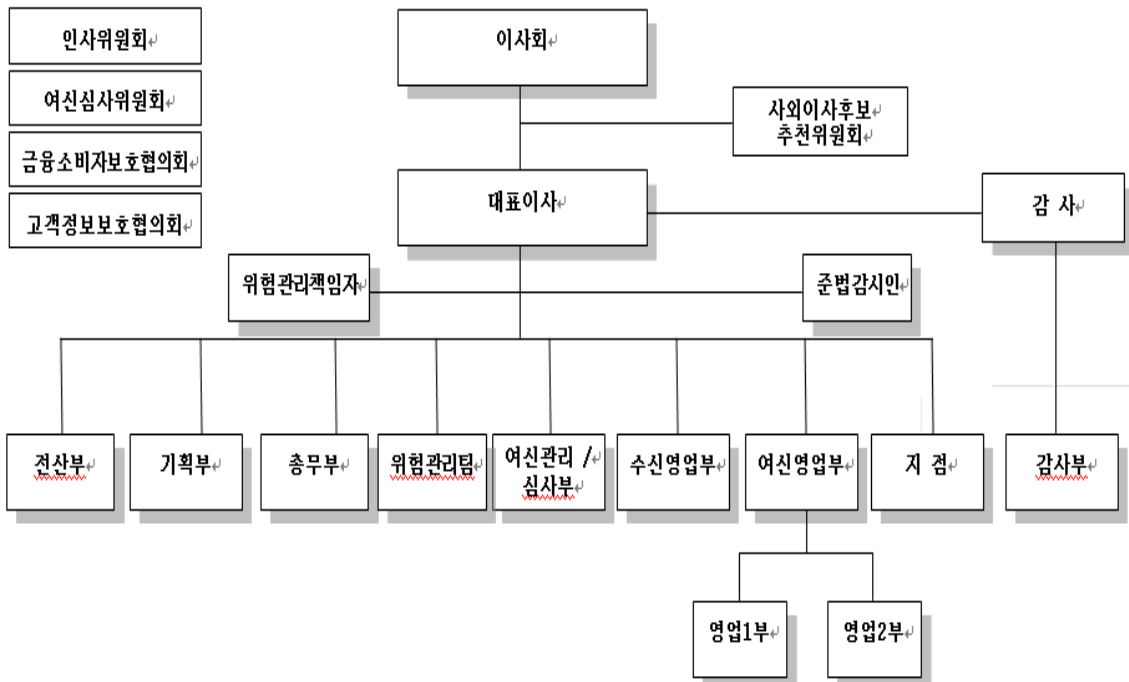 인사위원회
여신심사위원회
금융소비자보호협의회
고객정보보호협의회
이사회
사외이사후보
추천위원회
대표이사
감 사
위험관리책임자
준법감시인
전산부
기획부
총무부
위험관리팀
여신관리 /
심사부
수신영업부
여신영업부
지 점
감사부
영업1부
영업2부